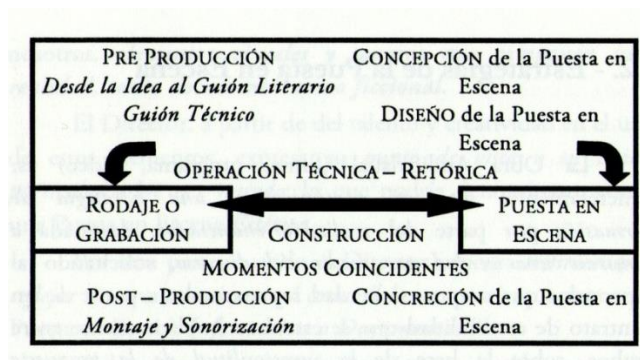 PRE PRODUCCIÓN
Desde la Idea al Guión Literario
Guión Técnico
CONCEPCIÓN de la Puesta en
Escena
DISEÑO de la Puesta en
Escena
OPERACIÓN TÉCNICA – RETÓRICA
RODAJE O
GRABACIÓN
CONSTRUCCIÓN
PUESTA EN
ESCENA
MOMENTOS COINCIDENTES
POST – PRODUCCIÓN
Montaje y Sonorización
CONCRECIÓN de la Puesta en
Escena